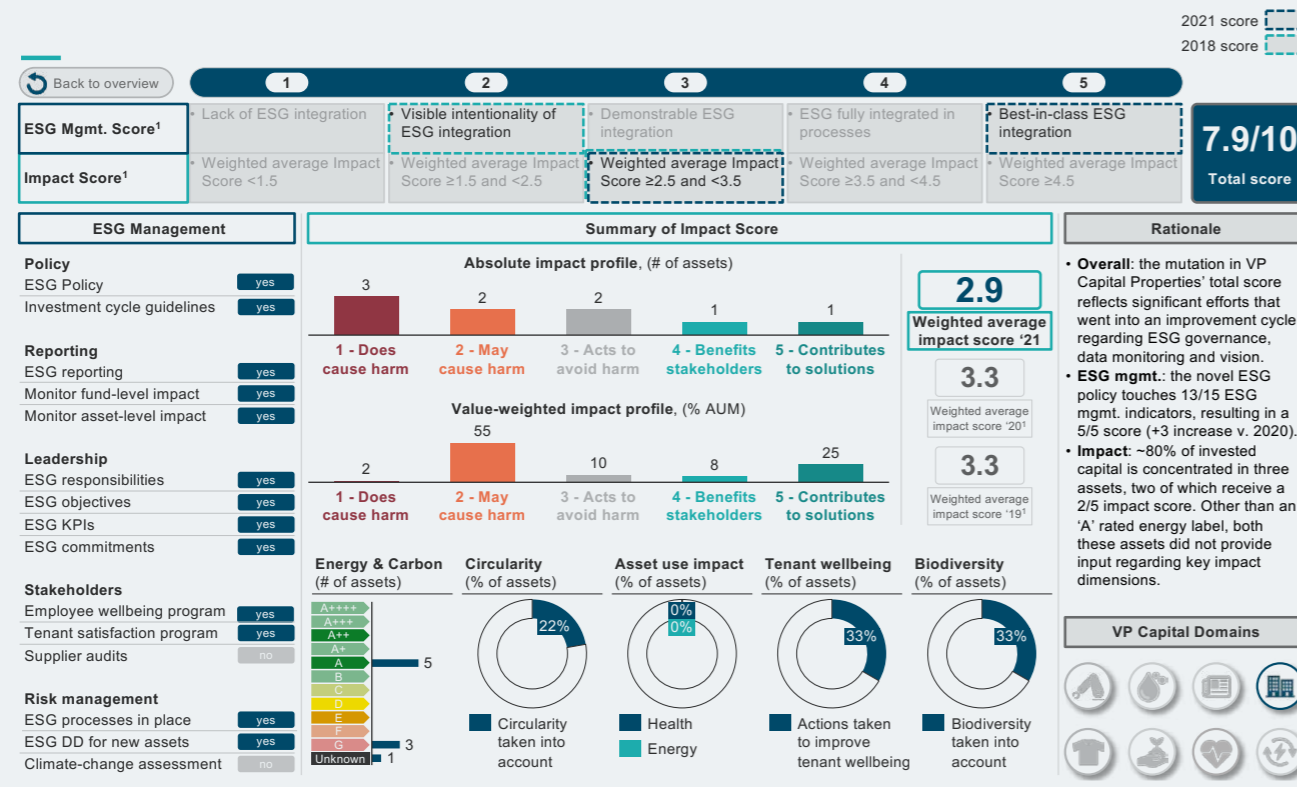 2021 score
2018 score
Back to overview
1
2
3
4
5
ESG Mgmt. Score¹
• Lack of ESG integration
• Visible intentionality of
ESG integration
• Demonstrable ESG
integration
• ESG fully integrated in
processes
• Best-in-class ESG
integration
Impact Score¹
• Weighted average Impact
Score <1.5
• Weighted average Impact
Score ≥1.5 and <2.5
• Weighted average Impact
Score ≥2.5 and <3.5
• Weighted average Impact
Score ≥3.5 and <4.5
• Weighted average Impact
Score ≥4.5
7.9/10
Total score
ESG Management
Policy
ESG Policy yes
Investment cycle guidelines yes
Reporting
ESG reporting yes
Monitor fund-level impact yes
Monitor asset-level impact yes
Leadership
ESG responsibilities yes
ESG objectives yes
ESG KPIs yes
ESG commitments yes
Stakeholders
Employee wellbeing program yes
Tenant satisfaction program yes
Supplier audits no
Risk management
ESG processes in place yes
ESG DD for new assets yes
Climate-change assessment no
Summary of Impact Score
Absolute impact profile, (# of assets)
3
2
2
1
1
1 - Does
cause harm
2 - May
cause harm
3 - Acts to
avoid harm
4 - Benefits
stakeholders
5 - Contributes
to solutions
Value-weighted impact profile, (% AUM)
2
55
10
8
25
1 - Does
cause harm
2 - May
cause harm
3 - Acts to
avoid harm
4 - Benefits
stakeholders
5 - Contributes
to solutions
2.9
Weighted average
impact score ‘21
3.3
Weighted average
impact score ‘20¹
3.3
Weighted average
impact score ‘19¹
Energy & Carbon
(# of assets)
A++++
A+++
A++
A+
A 5
B
C
D
E
F
G 3
Unknown 1
Circularity
(% of assets)
22%
Circularity
taken into
account
Asset use impact
(% of assets)
0%
0%
Health
Energy
Tenant wellbeing
(% of assets)
33%
Actions taken
to improve
tenant wellbeing
Biodiversity
(% of assets)
33%
Biodiversity
taken into
account
Rationale
• Overall: the mutation in VP
Capital Properties’ total score
reflects significant efforts that
went into an improvement cycle
regarding ESG governance,
data monitoring and vision.
• ESG mgmt.: the novel ESG
policy touches 13/15 ESG
mgmt. indicators, resulting in a
5/5 score (+3 increase v. 2020).
• Impact: ~80% of invested
capital is concentrated in three
assets, two of which receive a
2/5 impact score. Other than an
‘A’ rated energy label, both
these assets did not provide
input regarding key impact
dimensions.
VP Capital Domains